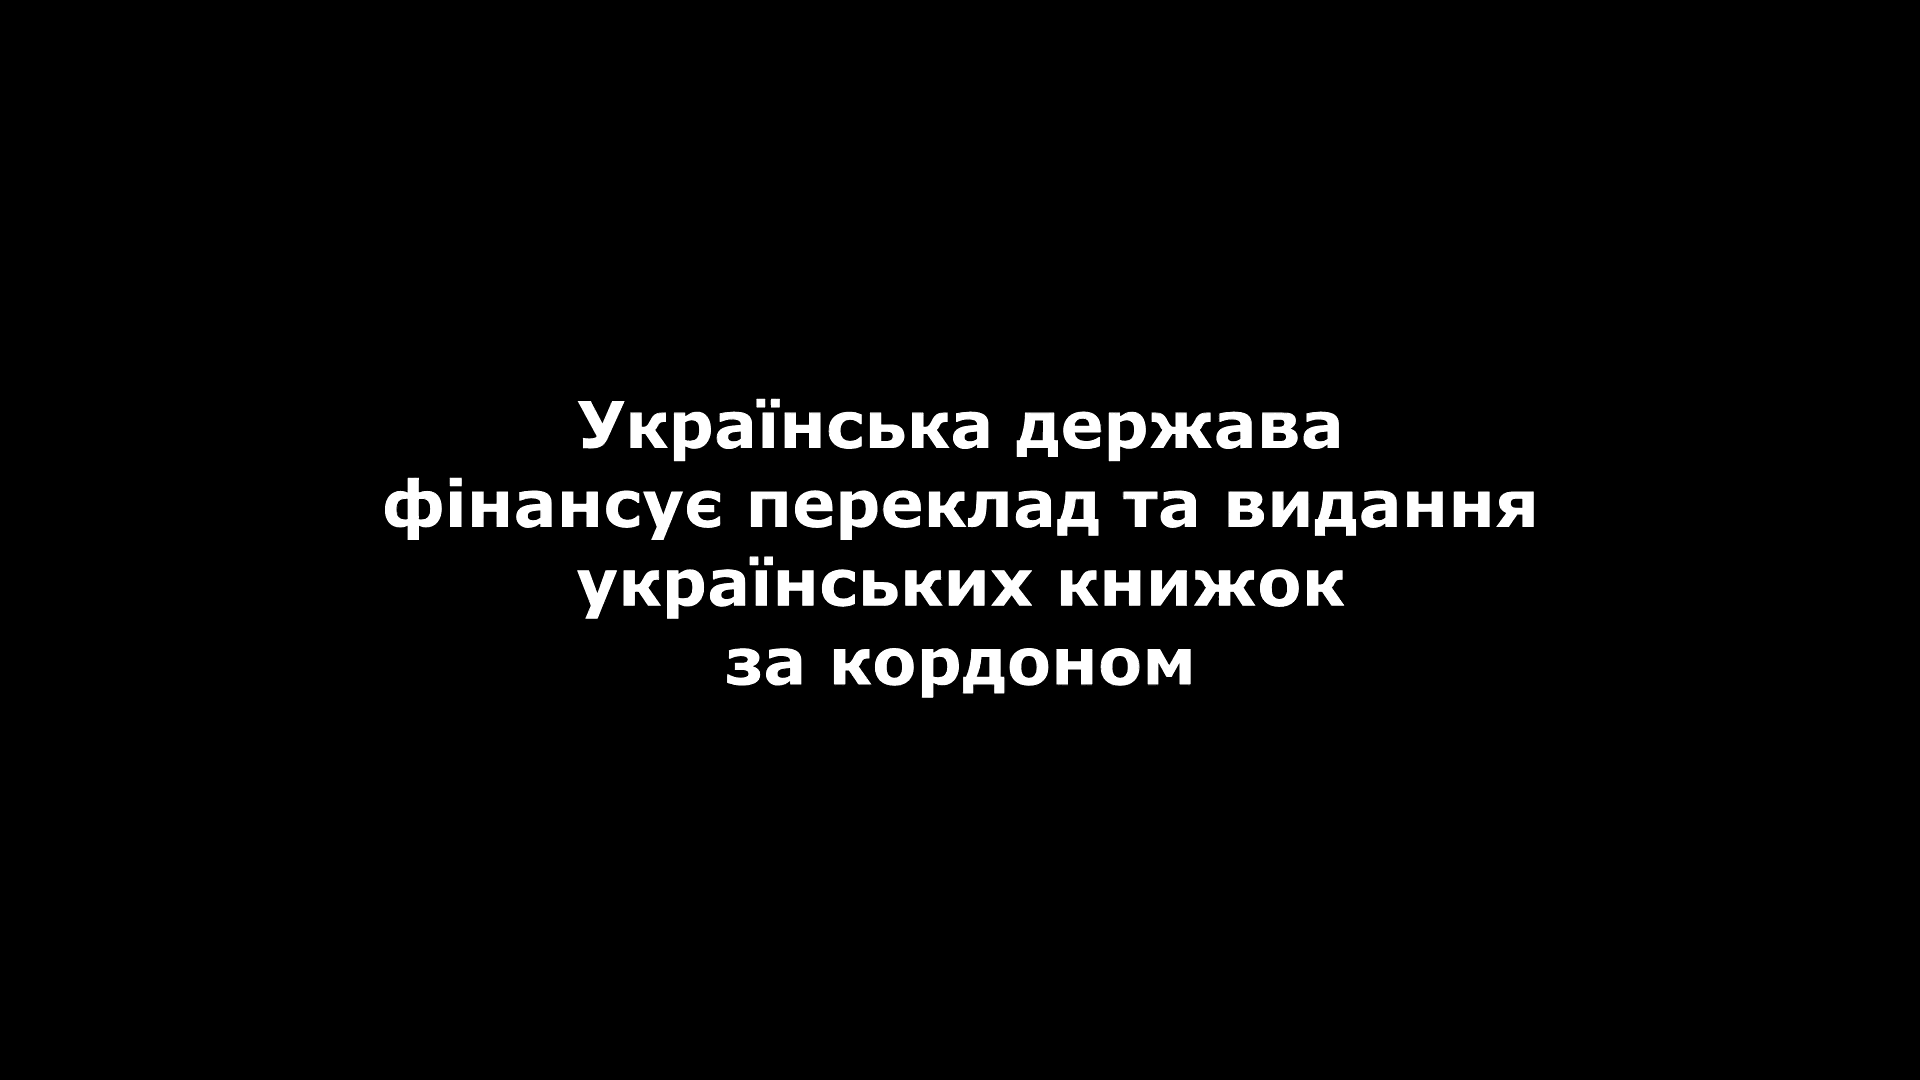 Українська держава
фінансує переклад та видання
українських книжок
за кордоном